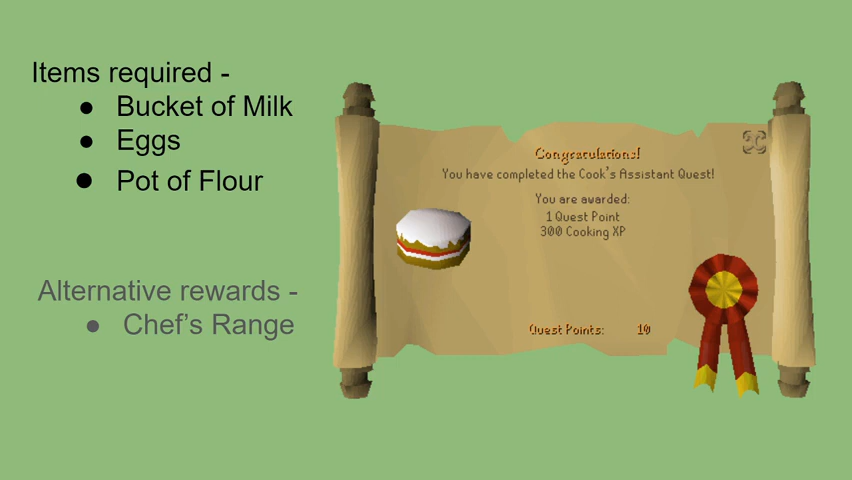 Items required -
● Bucket of Milk
● Eggs
● Pot of Flour
Alternative rewards -
● Chef's Range
Congratulations!
You have completed the Cook's Assistant Quest!
You are awarded:
1 Quest Point
300 Cooking XP
Quest Points: 10